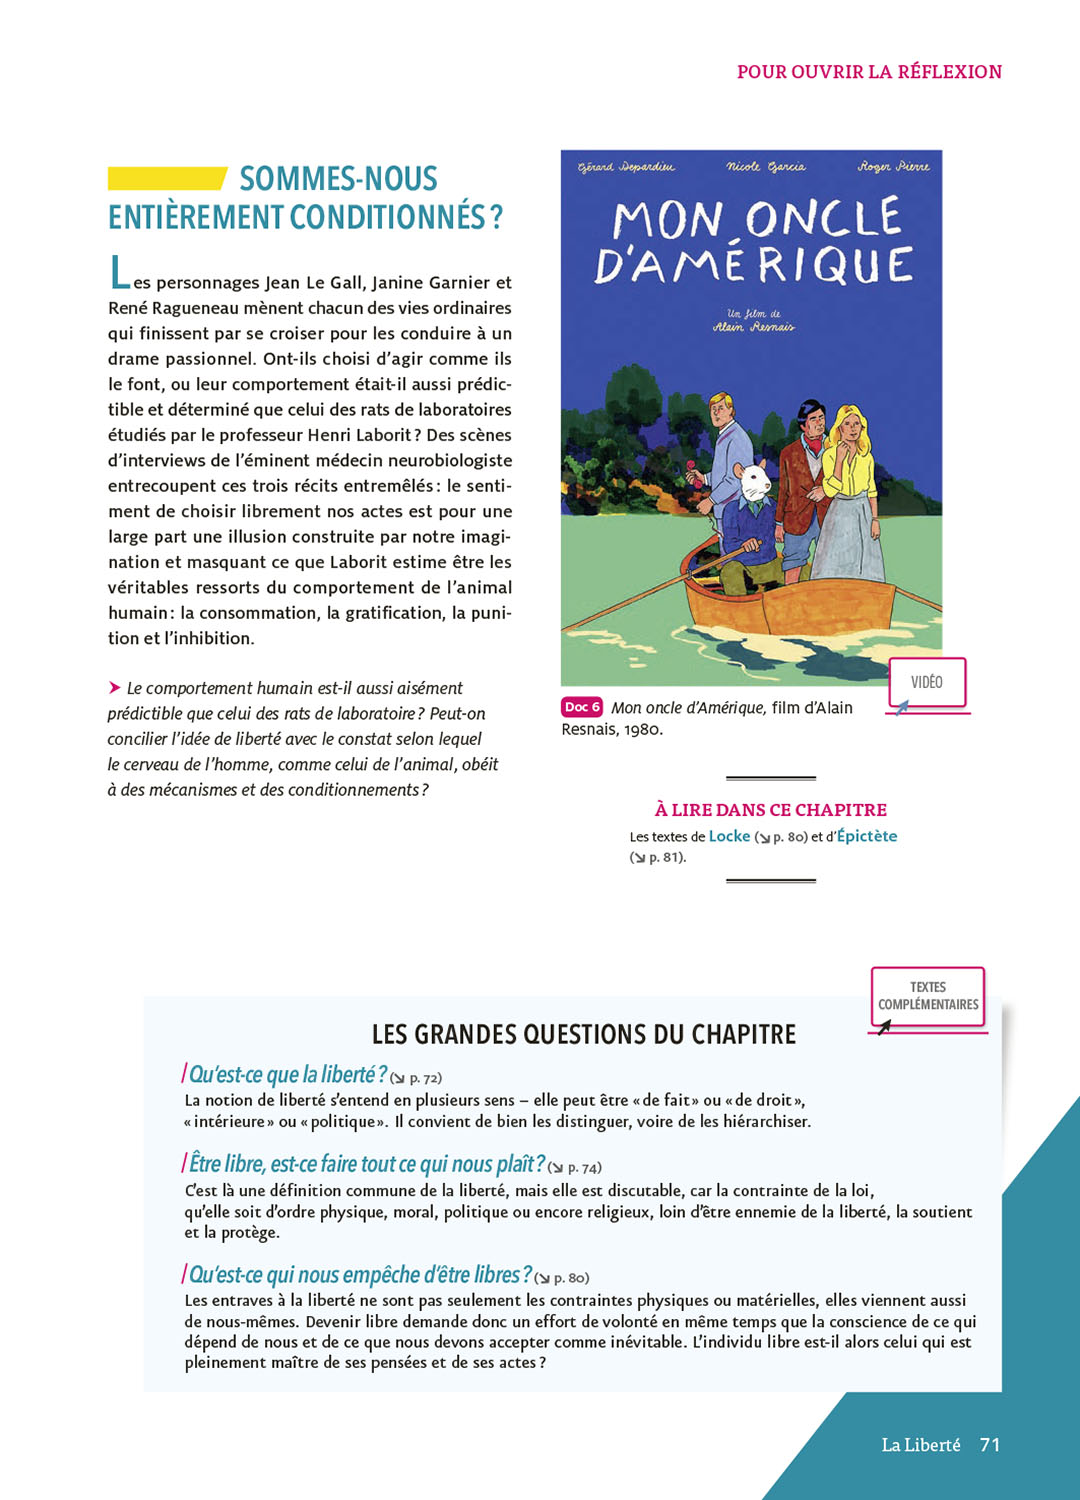 POUR OUVRIR LA RÉFLEXION
SOMMES-NOUS
ENTIÈREMENT CONDITIONNÉS ?
Les personnages Jean Le Gall, Janine Garnier et
René Ragueneau mènent chacun des vies ordinaires
qui finissent par se croiser pour les conduire à un
drame passionnel. Ont-ils choisi d’agir comme ils
le font, ou leur comportement était-il aussi prédic-
tible et déterminé que celui des rats de laboratoires
étudiés par le professeur Henri Laborit ? Des scènes
d’interviews de l’éminent médecin neurobiologiste
entrecoupent ces trois récits entremêlés : le senti-
ment de choisir librement nos actes est pour une
large part une illusion construite par notre imagi-
nation et masquant ce que Laborit estime être les
véritables ressorts du comportement de l’animal
humain : la consommation, la gratification, la puni-
tion et l’inhibition.
➤ Le comportement humain est-il aussi aisément
prédictible que celui des rats de laboratoire ? Peut-on
concilier l’idée de liberté avec le constat selon lequel
le cerveau de l’homme, comme celui de l’animal, obéit
à des mécanismes et des conditionnements ?
Gérard Depardieu Nicole Garcia Roger Pierre
MON ONCLE
D’AMÉRIQUE
Un film de
Alain Resnais
VIDÉO
Doc 6 Mon oncle d’Amérique, film d’Alain
Resnais, 1980.
À LIRE DANS CE CHAPITRE
Les textes de Locke (↘ p. 80) et d’Épictète
(↘ p. 81).
TEXTES
COMPLÉMENTAIRES
LES GRANDES QUESTIONS DU CHAPITRE
/Qu’est-ce que la liberté ? (↘ p. 72)
La notion de liberté s’entend en plusieurs sens – elle peut être « de fait » ou « de droit »,
« intérieure » ou « politique ». Il convient de bien les distinguer, voire de les hiérarchiser.
/Être libre, est-ce faire tout ce qui nous plaît ? (↘ p. 74)
C’est là une définition commune de la liberté, mais elle est discutable, car la contrainte de la loi,
qu’elle soit d’ordre physique, moral, politique ou encore religieux, loin d’être ennemie de la liberté, la soutient
et la protège.
/Qu’est-ce qui nous empêche d’être libres ? (↘ p. 80)
Les entraves à la liberté ne sont pas seulement les contraintes physiques ou matérielles, elles viennent aussi
de nous-mêmes. Devenir libre demande donc un effort de volonté en même temps que la conscience de ce qui
dépend de nous et de ce que nous devons accepter comme inévitable. L’individu libre est-il alors celui qui est
pleinement maître de ses pensées et de ses actes ?
La Liberté 71